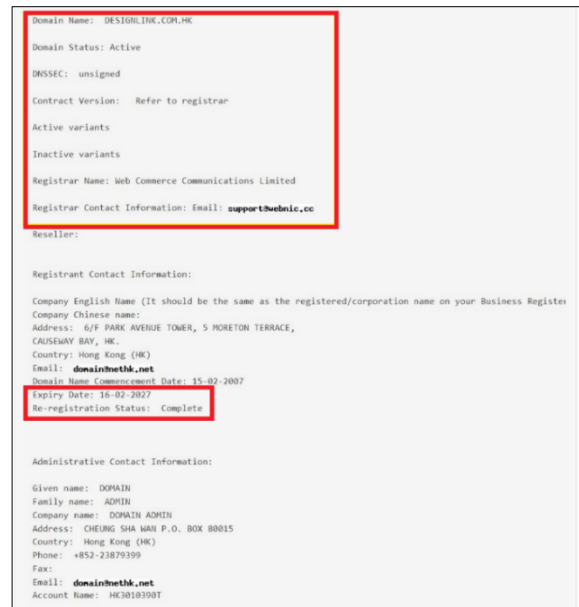 Domain Name: DESIGNLINK.COM.HK
Domain Status: Active
DNSSEC: unsigned
Contract Version: Refer to registrar
Active variants
Inactive variants
Registrar Name: Web Commerce Communications Limited
Registrar Contact Information: Email: support@webnic.cc
Reseller:
Registrant Contact Information:
Company English Name (It should be the same as the registered/corporation name on your Business Register
Company Chinese name:
Address: 6/F PARK AVENUE TOWER, 5 MORETON TERRACE,
CAUSEWAY BAY, HK.
Country: Hong Kong (HK)
Email: domain@nethk.net
Domain Name Commencement Date: 15-02-2007
Expiry Date: 16-02-2027
Re-registration Status: Complete
Administrative Contact Information:
Given name: DOMAIN
Family name: ADMIN
Company name: DOMAIN ADMIN
Address: CHEUNG SHA WAN P.O. BOX 80015
Country: Hong Kong (HK)
Phone: +852-23879399
Fax:
Email: domain@nethk.net
Account Name: HK3010390T